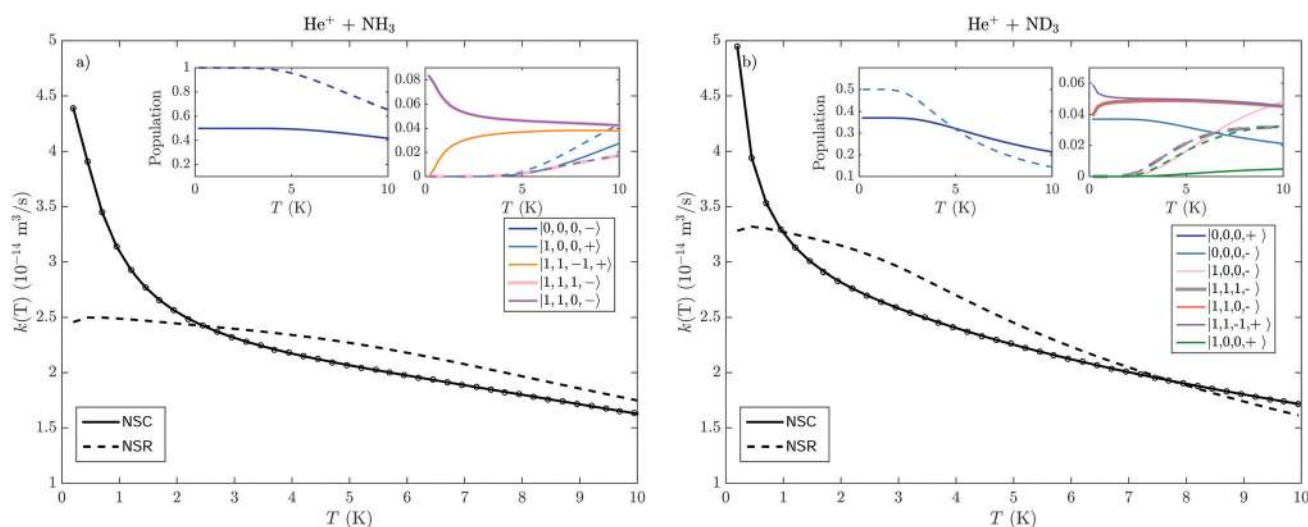 He⁺ + NH₃
a)
k(T) (10⁻¹⁴ m³/s)
5
4.5
4
3.5
3
2.5
2
1.5
1
0 1 2 3 4 5 6 7 8 9 10
T (K)
Population
1
0.8
0.6
0.4
0.2
0 5 10
T (K)
0.08
0.06
0.04
0.02
0
0 5 10
T (K)
|0,0,0,−⟩
|1,0,0,+⟩
|1,1,−1,+⟩
|1,1,1,−⟩
|1,1,0,−⟩
NSC
NSR
He⁺ + ND₃
b)
k(T) (10⁻¹⁴ m³/s)
5
4.5
4
3.5
3
2.5
2
1.5
1
0 1 2 3 4 5 6 7 8 9 10
T (K)
Population
0.5
0.4
0.3
0.2
0.1
0 5 10
T (K)
0.06
0.04
0.02
0
0 5 10
T (K)
|0,0,0,+⟩
|0,0,0,-⟩
|1,0,0,-⟩
|1,1,1,-⟩
|1,1,0,-⟩
|1,1,-1,+⟩
|1,0,0,+⟩
NSC
NSR